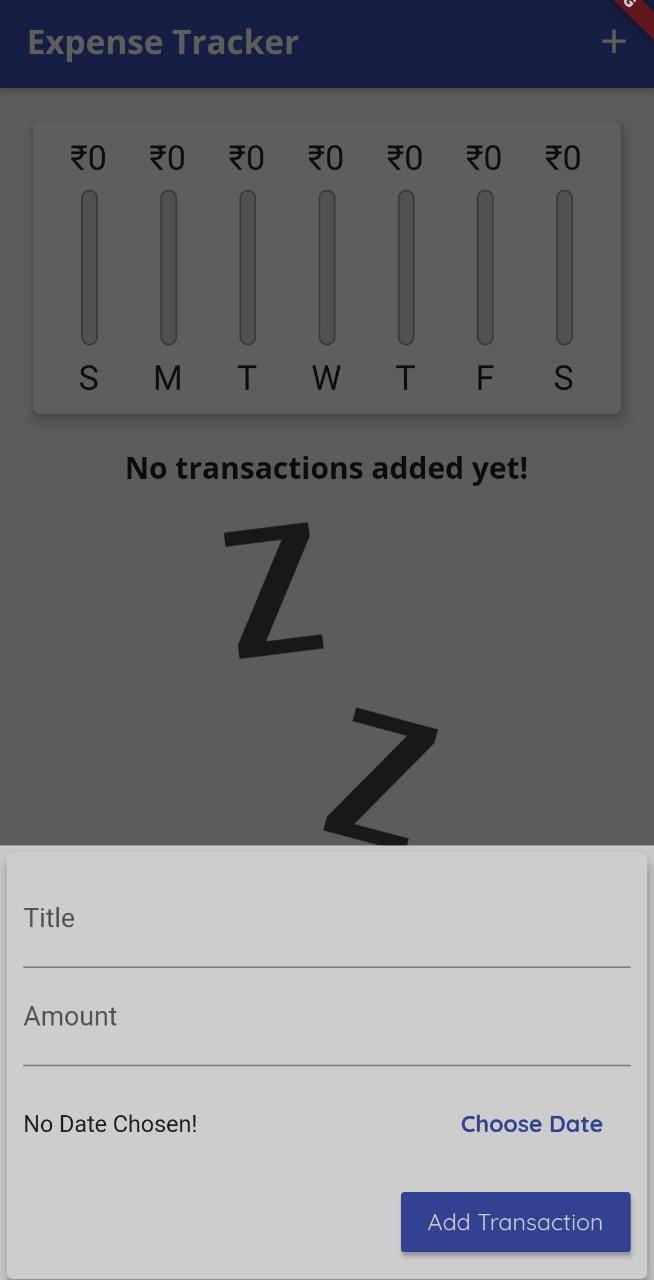 Expense Tracker +
₹0 ₹0 ₹0 ₹0 ₹0 ₹0 ₹0
S M T W T F S
No transactions added yet!
Z
Z
Title
Amount
No Date Chosen! Choose Date
Add Transaction